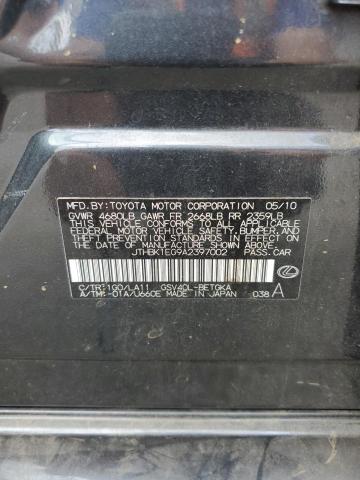 MFD. BY: TOYOTA MOTOR CORPORATION 05/10
GVWR 4680LB GAWR FR 2668LB RR 2359LB
THIS VEHICLE CONFORMS TO ALL APPLICABLE
FEDERAL MOTOR VEHICLE SAFETY, BUMPER, AND
THEFT PREVENTION STANDARDS IN EFFECT ON
THE DATE OF MANUFACTURE SHOWN ABOVE.
JTHBK1EG9A2397002 PASS. CAR
C/TR: 1G0/LA11 GSV40L-BETGKA
A/TM: -01A/U660E MADE IN JAPAN 038 A